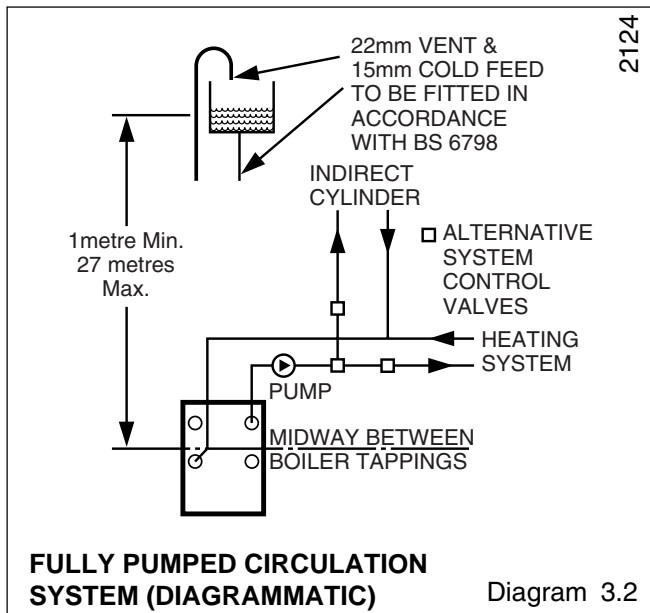 2124
22mm VENT &
15mm COLD FEED
TO BE FITTED IN
ACCORDANCE
WITH BS 6798
INDIRECT
CYLINDER
1metre Min.
27 metres
Max.
ALTERNATIVE
SYSTEM
CONTROL
VALVES
HEATING
SYSTEM
PUMP
MIDWAY BETWEEN
BOILER TAPPINGS
FULLY PUMPED CIRCULATION
SYSTEM (DIAGRAMMATIC)
Diagram 3.2